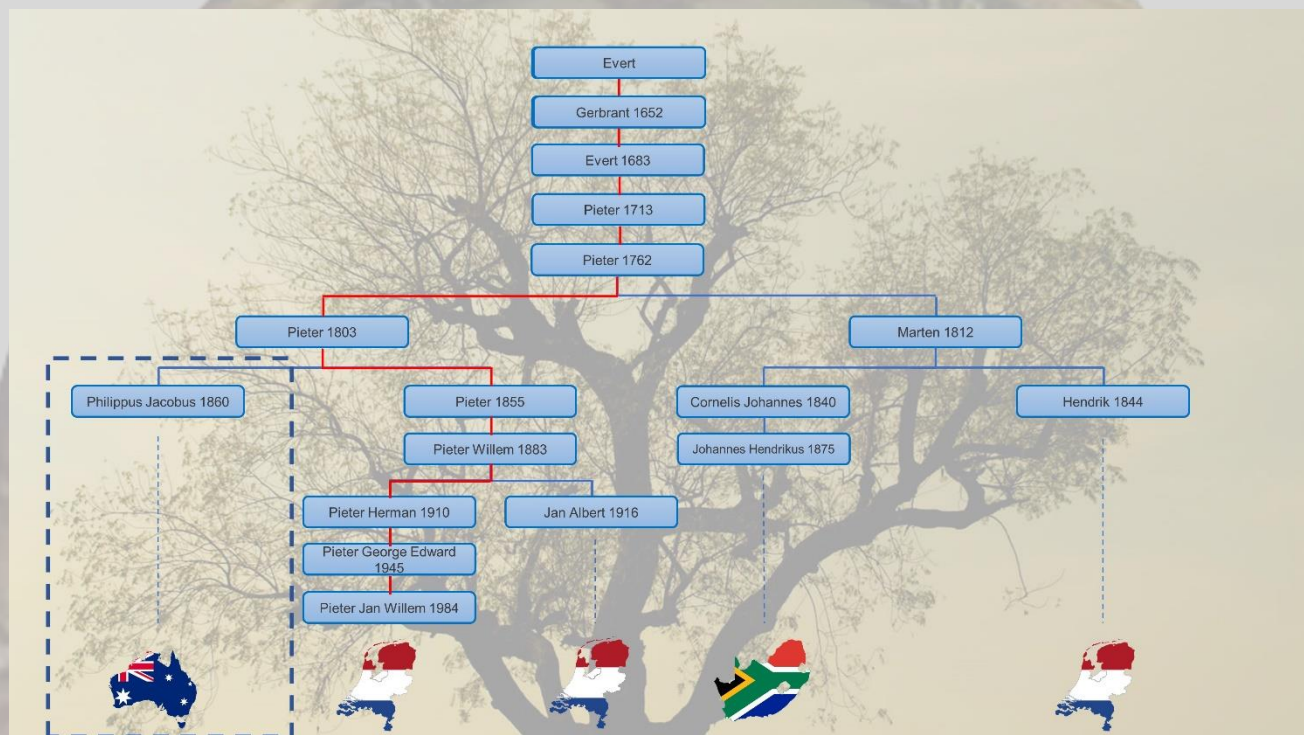 Evert
Gerbrant 1652
Evert 1683
Pieter 1713
Pieter 1762
Pieter 1803
Marten 1812
Philippus Jacobus 1860
Pieter 1855
Cornelis Johannes 1840
Hendrik 1844
Pieter Willem 1883
Johannes Hendrikus 1875
Pieter Herman 1910
Jan Albert 1916
Pieter George Edward
1945
Pieter Jan Willem 1984